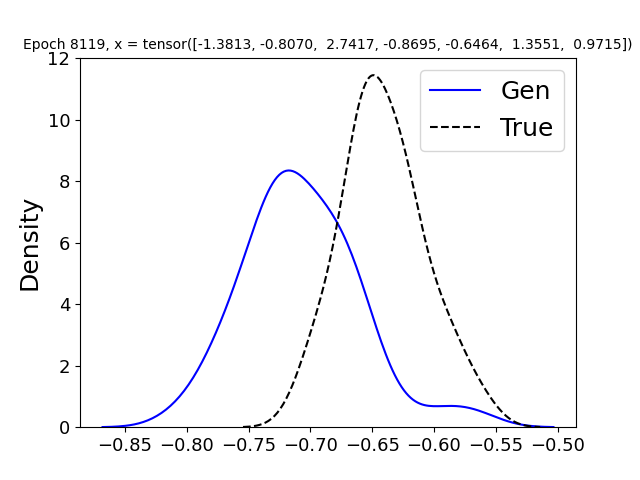 Epoch 8119, x = tensor([-1.3813, -0.8070,  2.7417, -0.8695, -0.6464,  1.3551,  0.9715])
12
10
8
6
4
2
0
Density
Gen
True
−0.85 −0.80 −0.75 −0.70 −0.65 −0.60 −0.55 −0.50